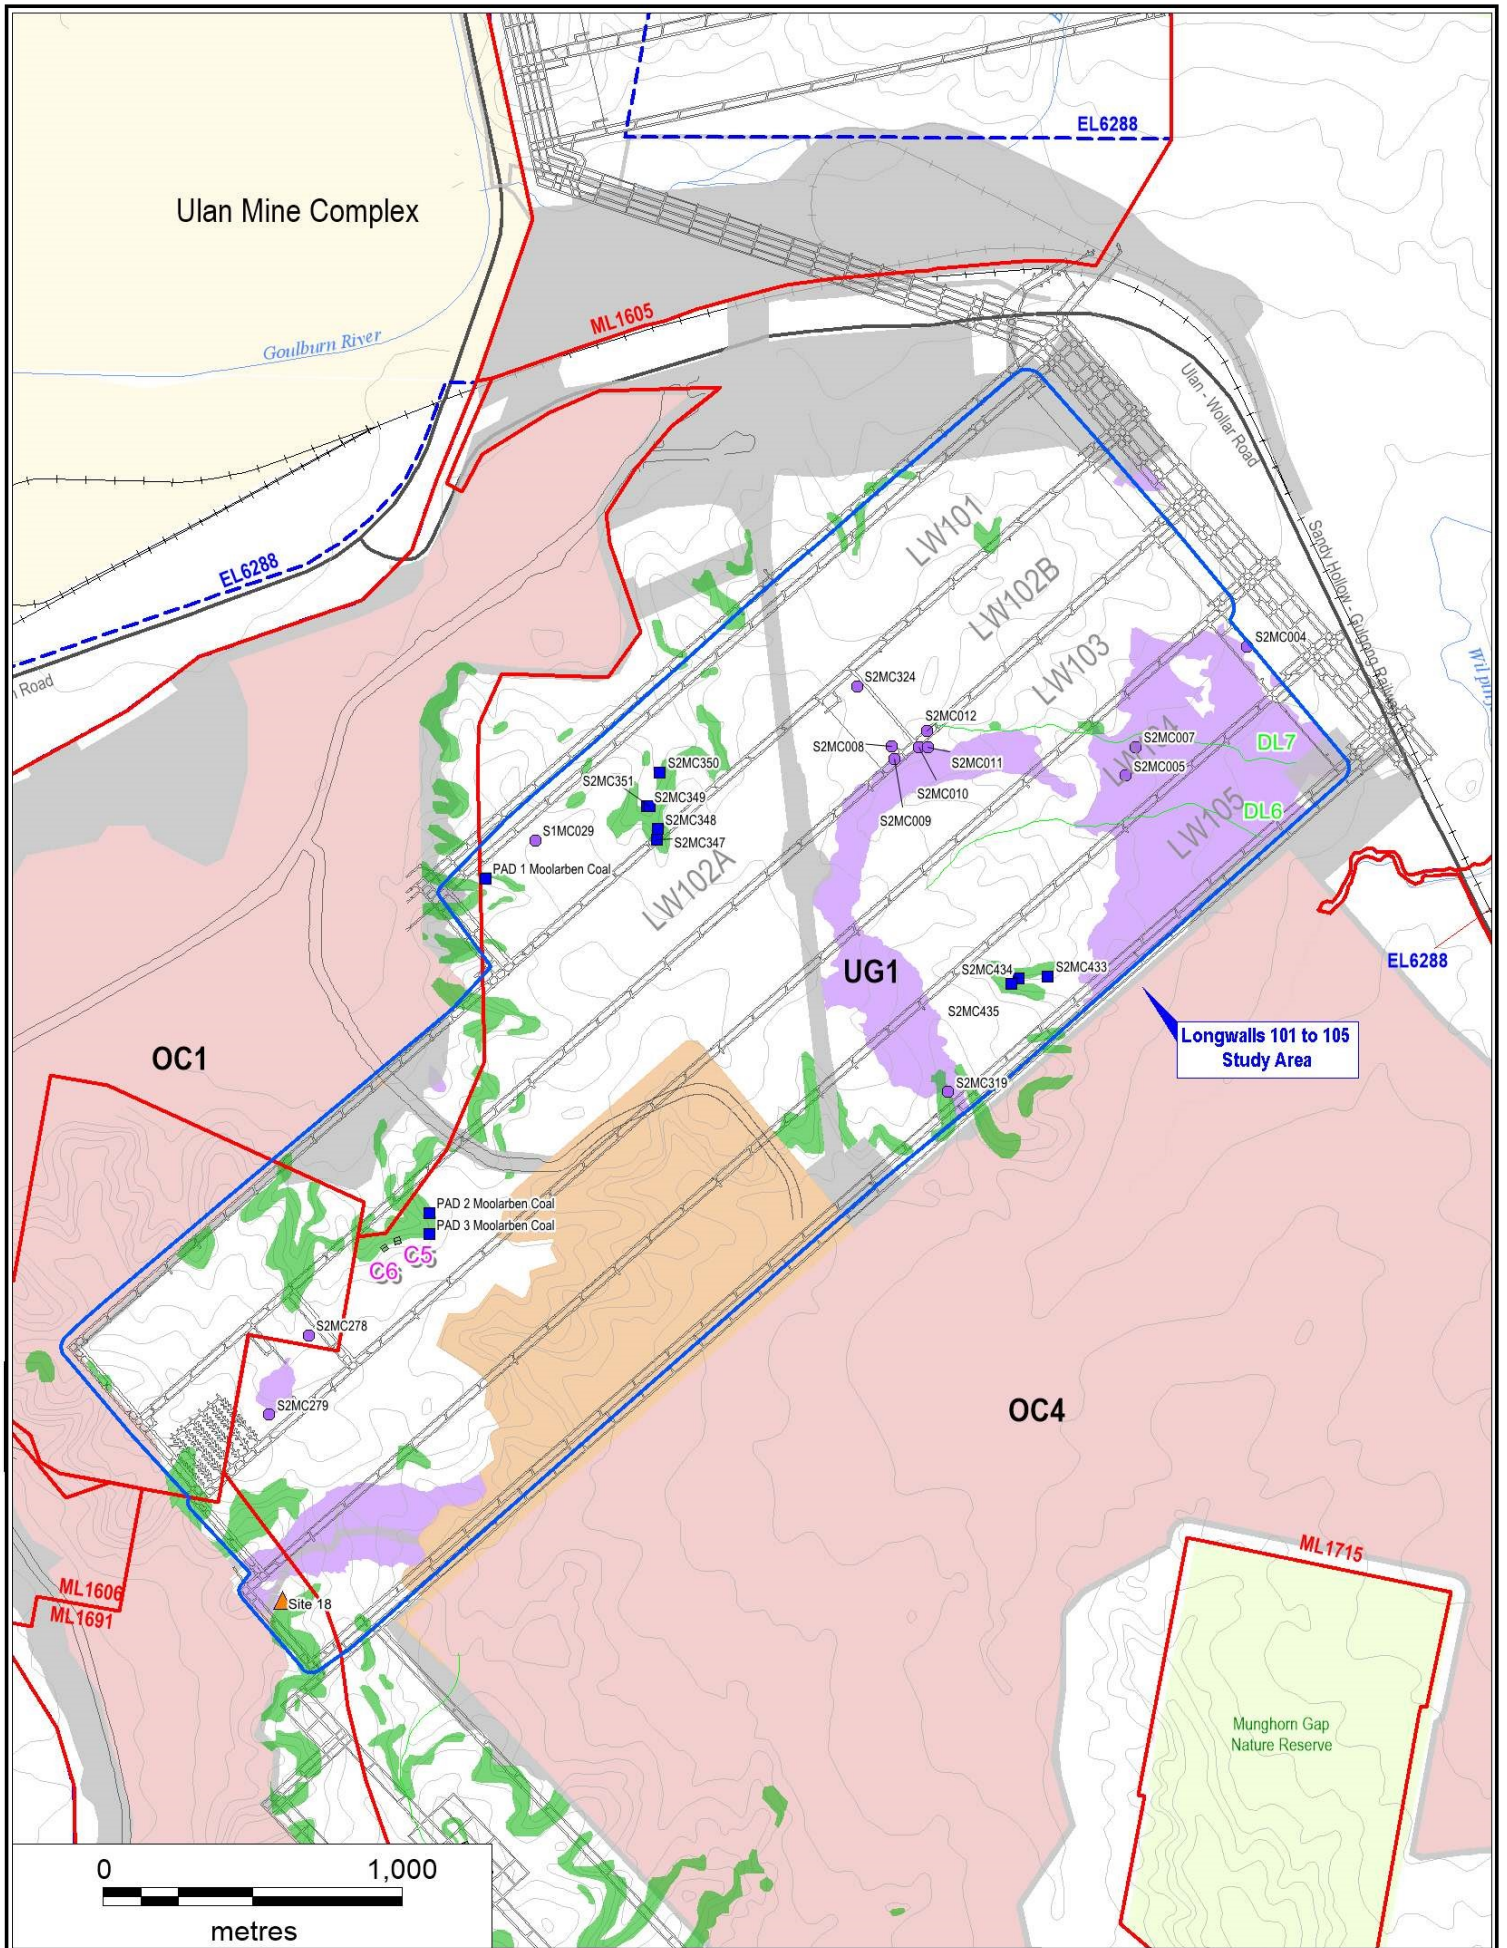 EL6288
Ulan Mine Complex
ML1605
Goulburn River
Ulan - Wollar Road
LW101
EL6288
Sandy Hollow - Gulgong Railway
LW102B
S2MC004
LW103
Road
S2MC324
S2MC012
S2MC008
S2MC007
DL7
S2MC011
LW104
S2MC350
S2MC005
S2MC351
S2MC010
S2MC349
DL6
S2MC009
S2MC348
LW105
S1MC029
S2MC347
PAD 1 Moolarben Coal
LW102A
EL6288
UG1
S2MC434
S2MC433
S2MC435
Longwalls 101 to 105
Study Area
OC1
S2MC319
PAD 2 Moolarben Coal
PAD 3 Moolarben Coal
C5
C6
S2MC278
S2MC279
OC4
ML1715
ML1606
ML1691
Site 18
Munghorn Gap
Nature Reserve
0 1,000
metres